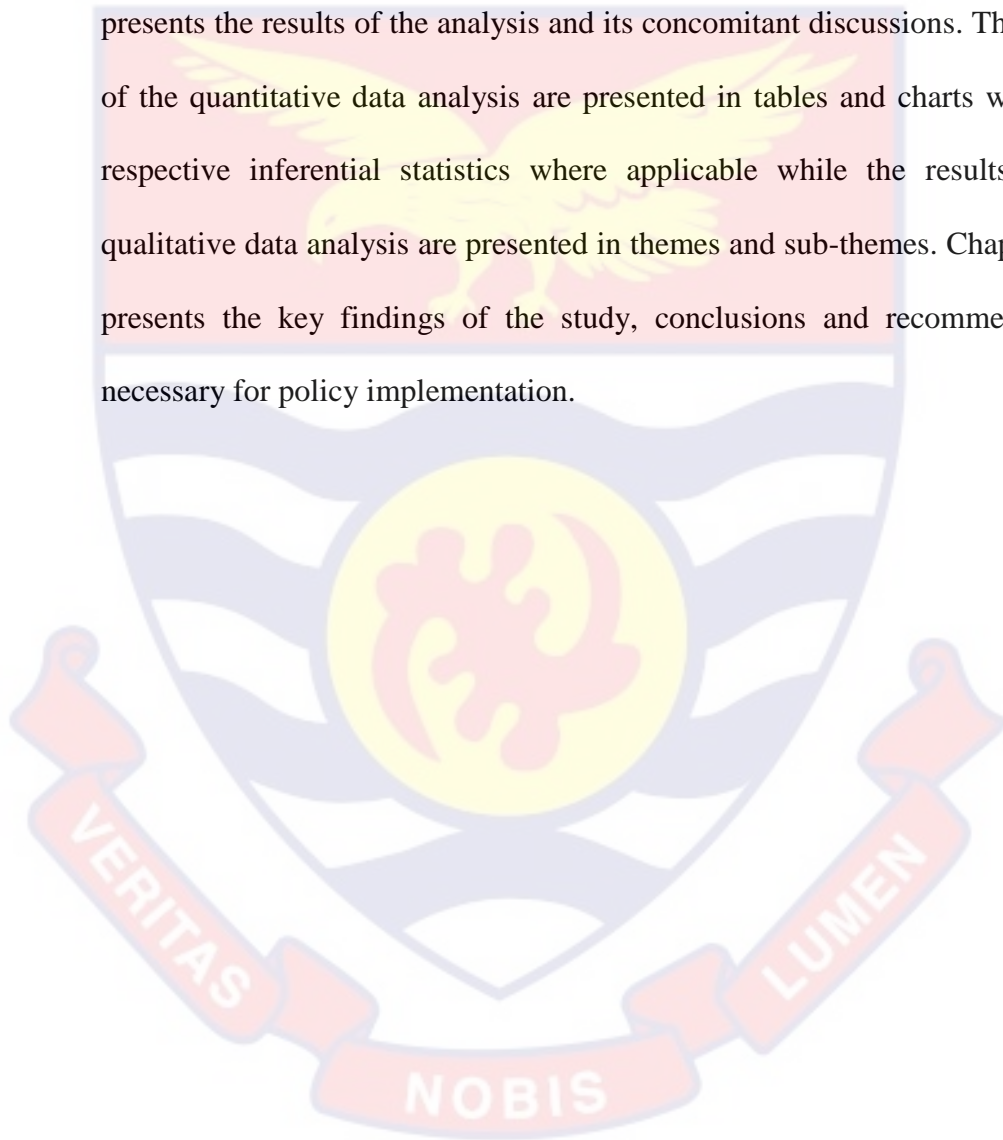 presents the results of the analysis and its concomitant discussions. Th
of the quantitative data analysis are presented in tables and charts w
respective inferential statistics where applicable while the results
qualitative data analysis are presented in themes and sub-themes. Chap
presents the key findings of the study, conclusions and recomme
necessary for policy implementation.
VERITAS
NOBIS
LUMEN